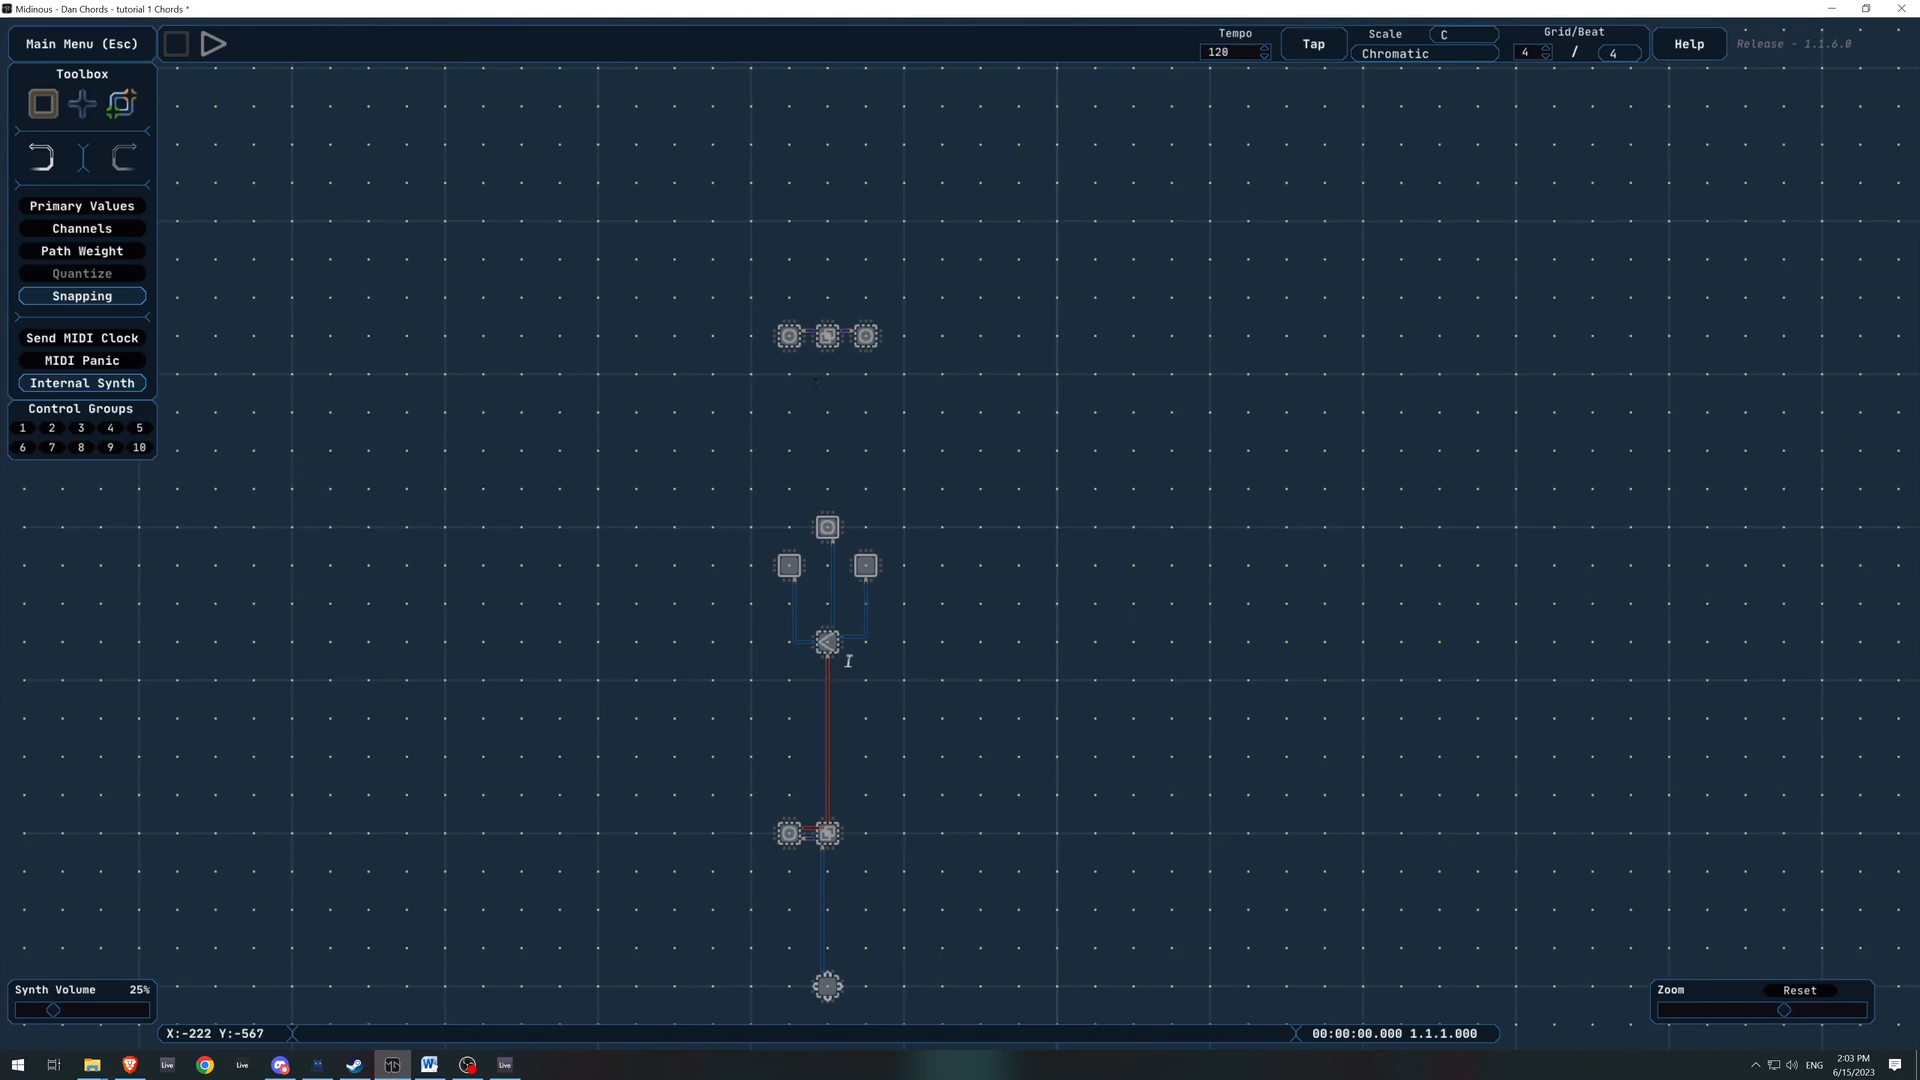 Midinous - Dan Chords - tutorial 1 Chords *
Main Menu (Esc)
Tempo
120
Tap
Scale
C
Chromatic
Grid/Beat
4 / 4
Help
Release - 1.1.6.0
Toolbox
Primary Values
Channels
Path Weight
Quantize
Snapping
Send MIDI Clock
MIDI Panic
Internal Synth
Control Groups
1 2 3 4 5
6 7 8 9 10
Synth Volume 25%
Zoom
Reset
X:-222 Y:-567
00:00:00.000 1.1.1.000
Live
Live
Live
ENG
2:03 PM
6/15/2023